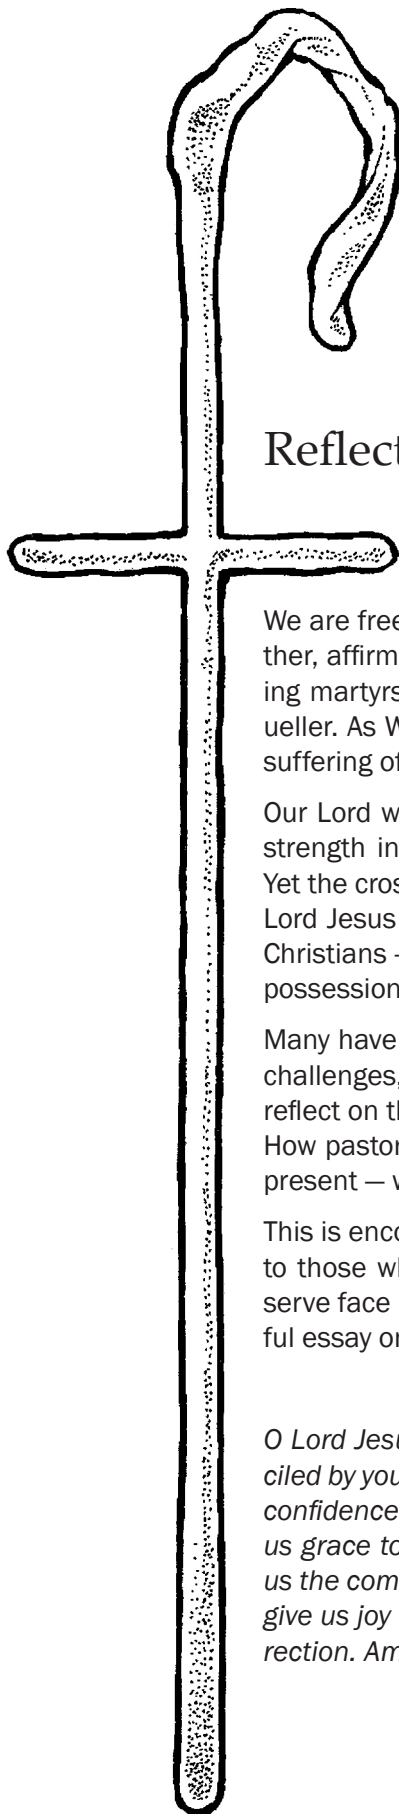 Reflect
We are free
ther, affirm
ing martyrs
ueller. As W
suffering of
Our Lord w
strength in
Yet the cros
Lord Jesus
Christians -
possession
Many have
challenges,
reflect on th
How pastor
present — w
This is enco
to those wh
serve face
ful essay or
O Lord Jesu
ciled by you
confidence
us grace to
us the com
give us joy
rection. Am